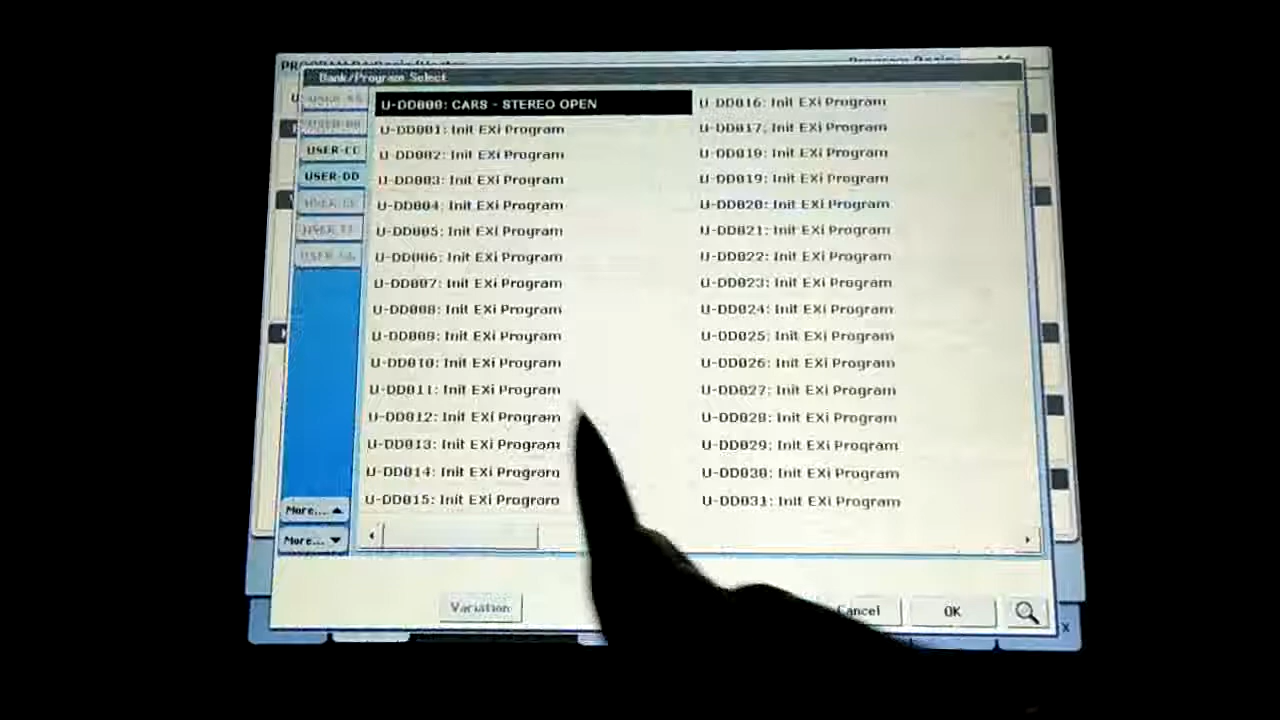 Bank/Program Select
USER-CC
USER-DD
U-DD000: CARS - STEREO OPEN
U-DD001: Init EXi Program
U-DD002: Init EXi Program
U-DD003: Init EXi Program
U-DD004: Init EXi Program
U-DD005: Init EXi Program
U-DD006: Init EXi Program
U-DD007: Init EXi Program
U-DD008: Init EXi Program
U-DD009: Init EXi Program
U-DD010: Init EXi Program
U-DD011: Init EXi Program
U-DD012: Init EXi Program
U-DD013: Init EXi Program
U-DD014: Init EXi Program
U-DD015: Init EXi Program
U-DD016: Init EXi Program
U-DD017: Init EXi Program
U-DD018: Init EXi Program
U-DD019: Init EXi Program
U-DD020: Init EXi Program
U-DD021: Init EXi Program
U-DD022: Init EXi Program
U-DD023: Init EXi Program
U-DD024: Init EXi Program
U-DD025: Init EXi Program
U-DD026: Init EXi Program
U-DD027: Init EXi Program
U-DD028: Init EXi Program
U-DD029: Init EXi Program
U-DD030: Init EXi Program
U-DD031: Init EXi Program
More...
More...
Variation
Cancel
OK